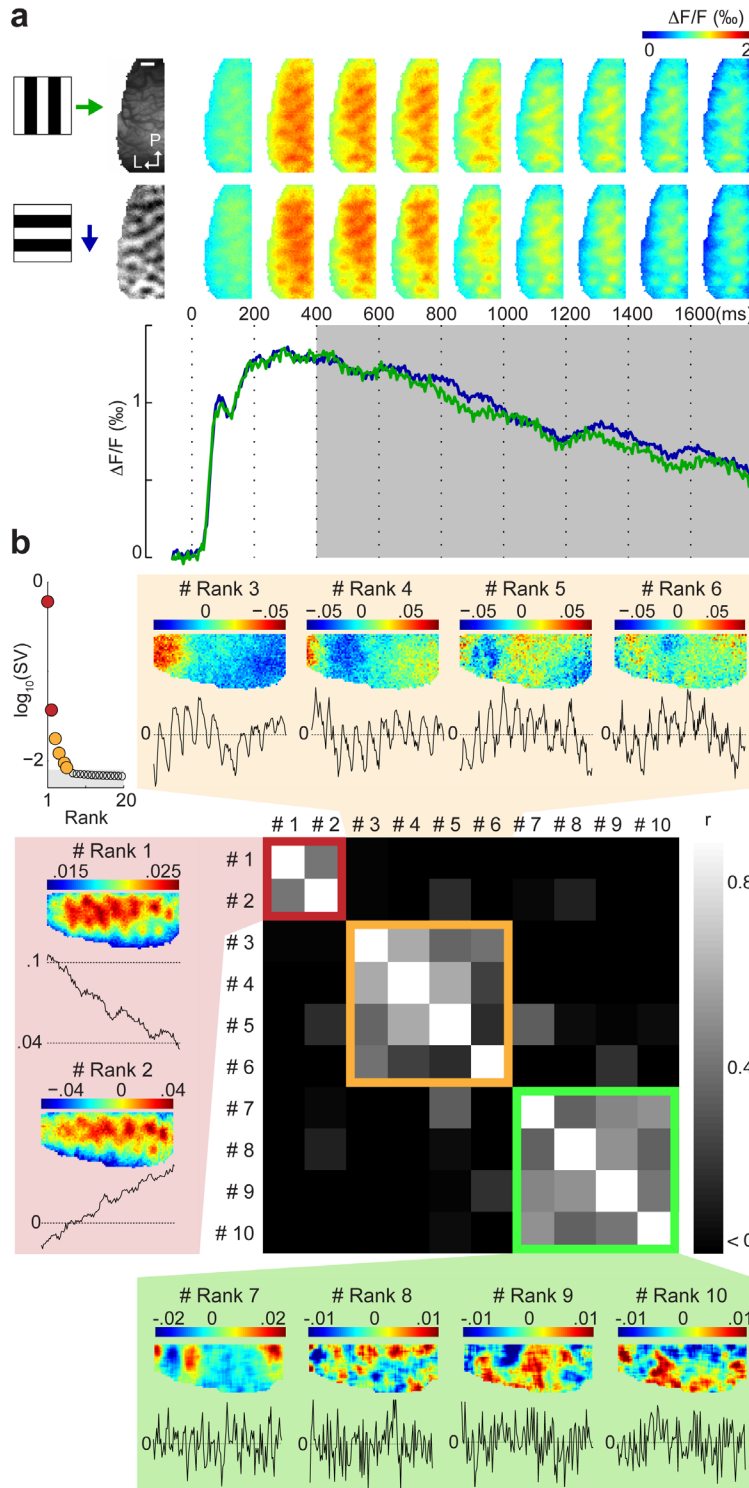 a
ΔF/F (‰)
0 2
P
L
0 200 400 600 800 1000 1200 1400 1600(ms)
ΔF/F (‰)
1
0
b
0
log10(SV)
−2
1 20
Rank
# Rank 3 # Rank 4 # Rank 5 # Rank 6
0 -.05 −.05 0 .05 −.05 0 .05 −.05 0 .05
0 0
# 1 # 2 # 3 # 4 # 5 # 6 # 7 # 8 # 9 # 10 r
# Rank 1
.015 .025
.1
.04
# Rank 2
−.04 0 .04
0
# 1
# 2
# 3
# 4
# 5
# 6
# 7
# 8
# 9
# 10
0.8
0.4
< 0
# Rank 7 # Rank 8 # Rank 9 # Rank 10
-.02 0 .02 -.01 0 .01 -.01 0 .01 -.01 0 .01
0 0 0 0